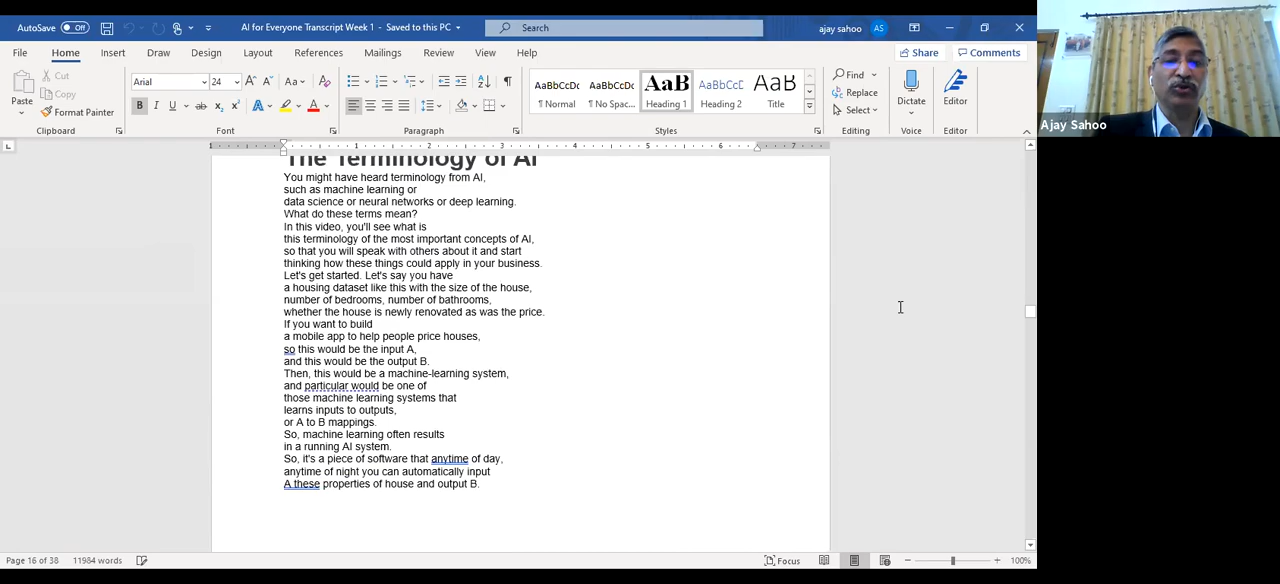 AutoSave Off AI for Everyone Transcript Week 1 - Saved to this PC Search ajay sahoo AS
File Home Insert Draw Design Layout References Mailings Review View Help Share Comments
Paste Cut Copy Format Painter
Clipboard
Arial 24
Font
Paragraph
AaBbCcDc ¶ Normal
AaBbCcDc ¶ No Spac...
AaB Heading 1
AaBbCcD Heading 2
AaB Title
Styles
Find Replace Select
Editing
Dictate
Voice
Editor
Editor
Ajay Sahoo
1 1 2 3 4 5 6 7
The Terminology of AI
You might have heard terminology from AI,
such as machine learning or
data science or neural networks or deep learning.
What do these terms mean?
In this video, you'll see what is
this terminology of the most important concepts of AI,
so that you will speak with others about it and start
thinking how these things could apply in your business.
Let's get started. Let's say you have
a housing dataset like this with the size of the house,
number of bedrooms, number of bathrooms,
whether the house is newly renovated as was the price.
If you want to build
a mobile app to help people price houses,
so this would be the input A,
and this would be the output B.
Then, this would be a machine-learning system,
and particular would be one of
those machine learning systems that
learns inputs to outputs,
or A to B mappings.
So, machine learning often results
in a running AI system.
So, it's a piece of software that anytime of day,
anytime of night you can automatically input
A these properties of house and output B.
Page 16 of 38 11984 words Focus 100%